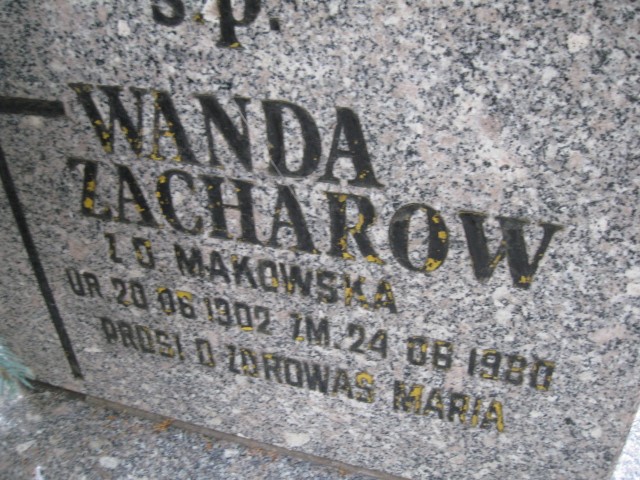 ś.p.
WANDA
ZACHAROW
Z D. MAKOWSKA
UR. 20 06 1902 ZM. 24 06 1980
PROSI O ZDROWAŚ MARIA